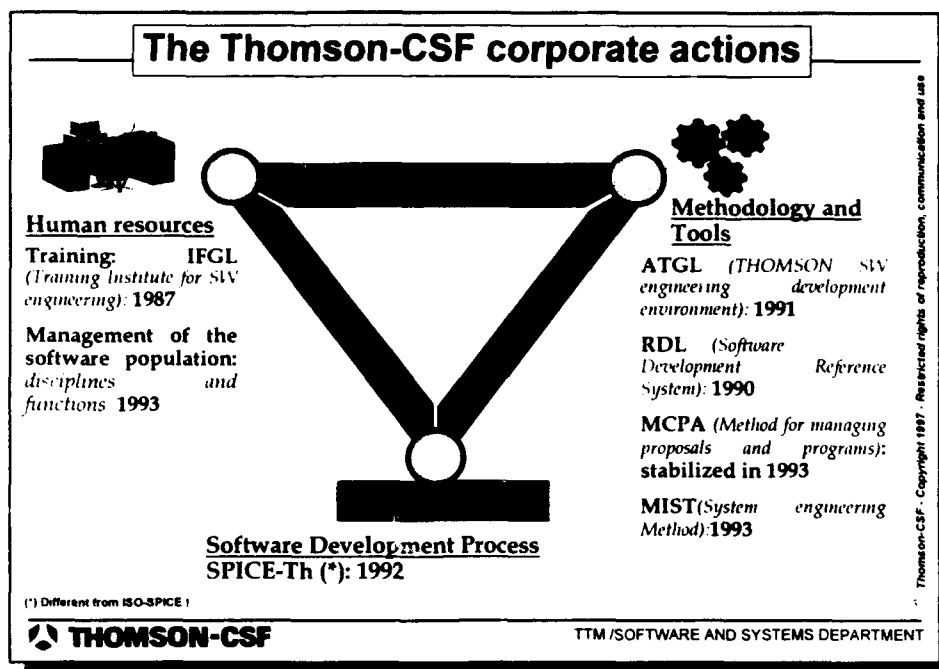 The Thomson-CSF corporate actions
Human resources
Training: IFGL
(Training Institute for SW
engineering): 1987
Management of the
software population:
disciplines and
functions 1993
Methodology and
Tools
ATGL (THOMSON SW
engineering development
environment): 1991
RDL (Software
Development Reference
System): 1990
MCPA (Method for managing
proposals and programs):
stabilized in 1993
MIST(System engineering
Method):1993
Software Development Process
SPICE-Th (*): 1992
(*) Different from ISO-SPICE !
THOMSON-CSF
TTM /SOFTWARE AND SYSTEMS DEPARTMENT
Thomson-CSF - Copyright 1997 - Restricted rights of reproduction, communication and use